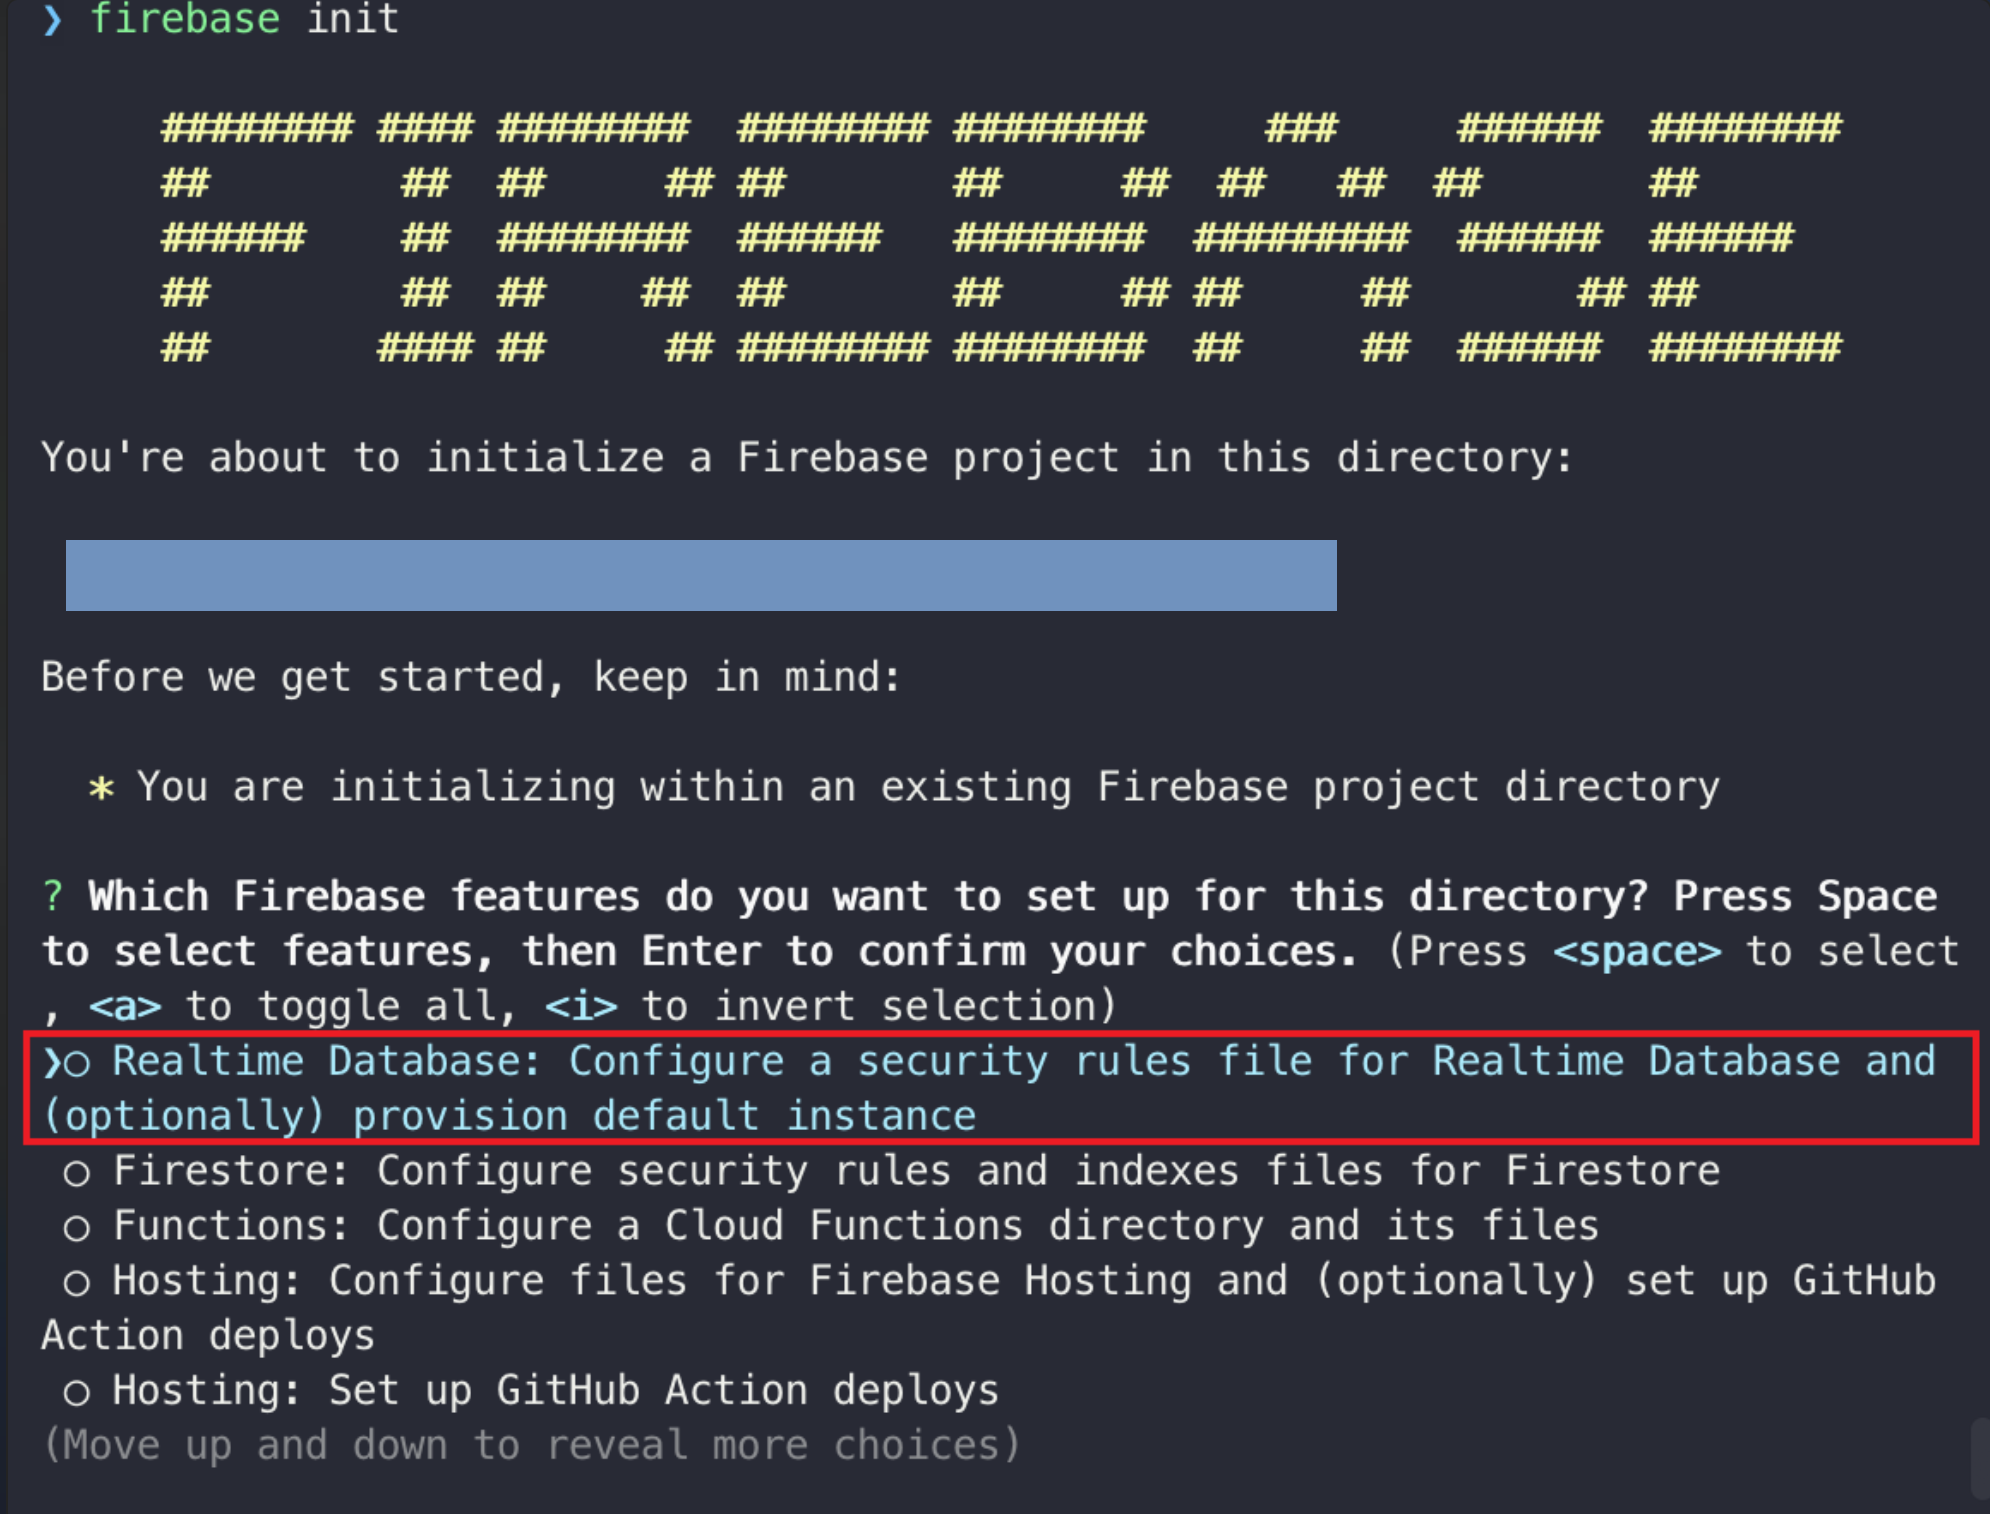 ❯ firebase init
######## #### ########  ######## ########     ###     ######  ########
##        ##  ##     ## ##       ##     ##  ##   ##  ##       ##
######    ##  ########  ######   ########  #########  ######  ######
##        ##  ##    ##  ##       ##     ## ##     ##       ## ##
##       #### ##     ## ######## ########  ##     ##  ######  ########
You're about to initialize a Firebase project in this directory:
Before we get started, keep in mind:
* You are initializing within an existing Firebase project directory
? Which Firebase features do you want to set up for this directory? Press Space
to select features, then Enter to confirm your choices. (Press <space> to select
, <a> to toggle all, <i> to invert selection)
❯◯ Realtime Database: Configure a security rules file for Realtime Database and
(optionally) provision default instance
◯ Firestore: Configure security rules and indexes files for Firestore
◯ Functions: Configure a Cloud Functions directory and its files
◯ Hosting: Configure files for Firebase Hosting and (optionally) set up GitHub
Action deploys
◯ Hosting: Set up GitHub Action deploys
(Move up and down to reveal more choices)